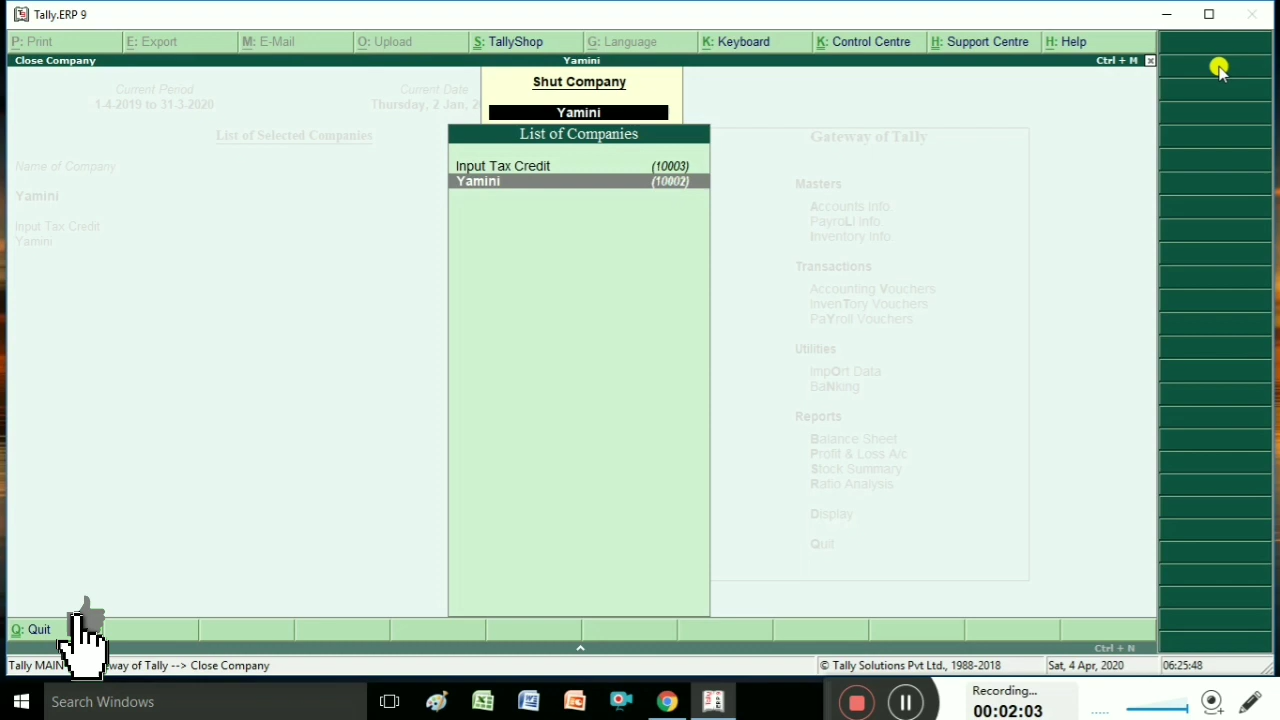 Tally.ERP 9
P: Print E: Export M: E-Mail O: Upload S: TallyShop G: Language K: Keyboard K: Control Centre H: Support Centre H: Help
Close Company Yamini Ctrl + M
Shut Company
Yamini
List of Companies
Input Tax Credit (10003)
Yamini (10002)
Current Period
1-4-2019 to 31-3-2020
Current Date
Thursday, 2 Jan, 2
List of Selected Companies
Name of Company
Yamini
Input Tax Credit
Yamini
Gateway of Tally
Masters
Accounts Info.
PayroLl Info.
Inventory Info.
Transactions
Accounting Vouchers
InvenTory Vouchers
PaYroll Vouchers
Utilities
ImpOrt Data
BaNking
Reports
Balance Sheet
Profit & Loss A/c
Stock Summary
Ratio Analysis
Display
Quit
Q: Quit
Ctrl + N
Tally MAIN way of Tally --> Close Company © Tally Solutions Pvt Ltd., 1988-2018 Sat, 4 Apr, 2020 06:25:48
Search Windows
Recording...
00:02:03